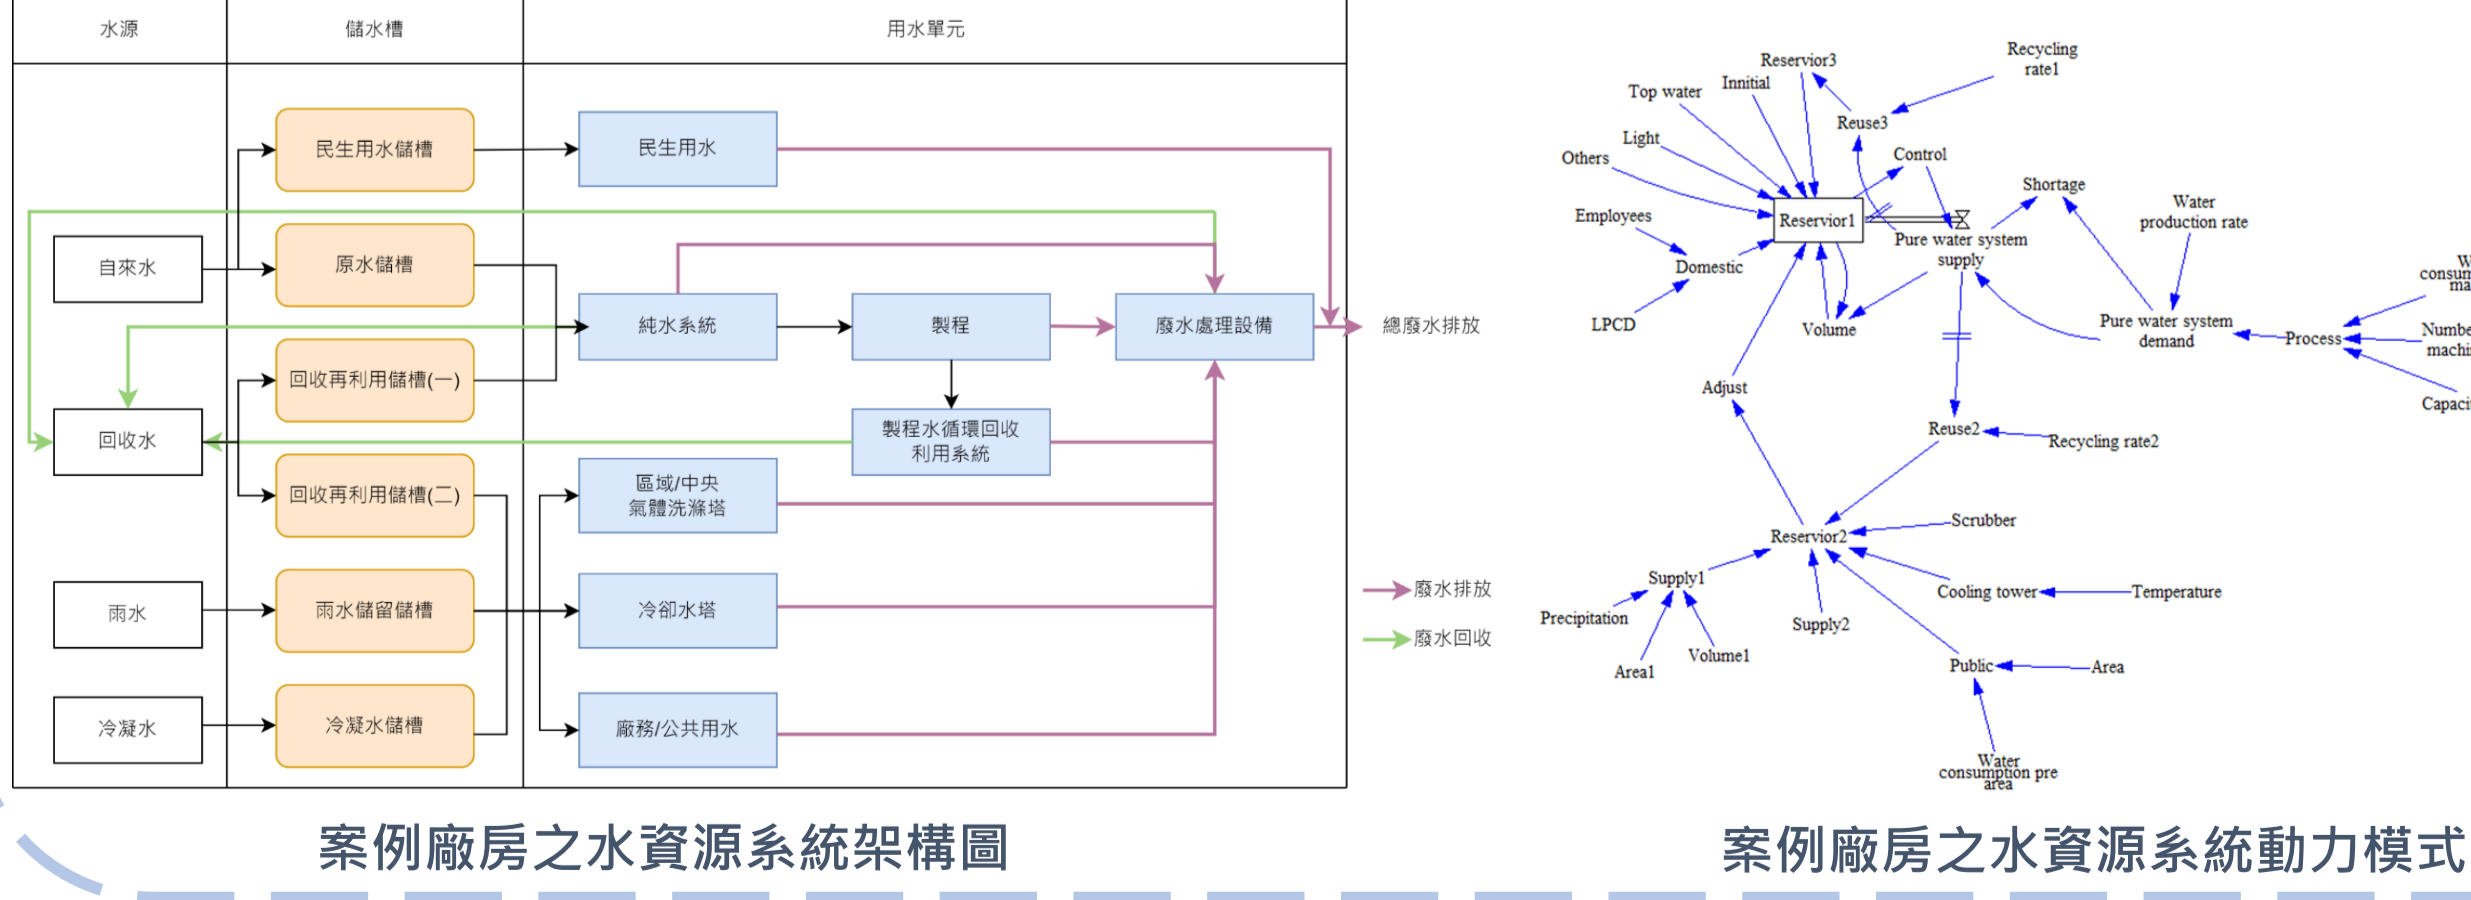 水源
儲水槽
用水單元
民生用水儲槽
民生用水
自來水
原水儲槽
純水系統
製程
廢水處理設備
總廢水排放
回收再利用儲槽(一)
回收水
製程水循環回收
利用系統
回收再利用儲槽(二)
區域/中央
氣體洗滌塔
雨水
雨水儲留儲槽
冷卻水塔
冷凝水
冷凝水儲槽
廠務/公共用水
廢水排放
廢水回收
案例廠房之水資源系統架構圖
Reservior3
Recycling
rate1
Innitial
Top water
Reuse3
Light
Others
Control
Shortage
Water
production rate
Employees
Reservior1
Pure water system
supply
Domestic
LPCD
Volume
Pure water system
demand
Process
Adjust
Reuse2
Recycling rate2
Scrubber
Reservior2
Supply1
Cooling tower
Temperature
Precipitation
Supply2
Area1
Volume1
Public
Area
Water
consumption pre
area
案例廠房之水資源系統動力模式